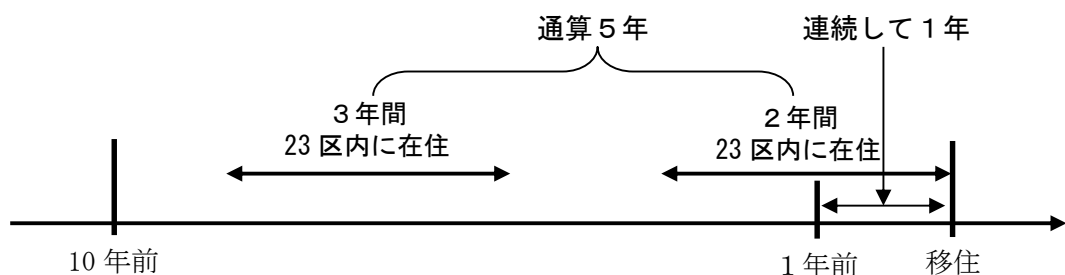 通算５年
連続して１年
３年間
23 区内に在住
２年間
23 区内に在住
10 年前
１年前
移住